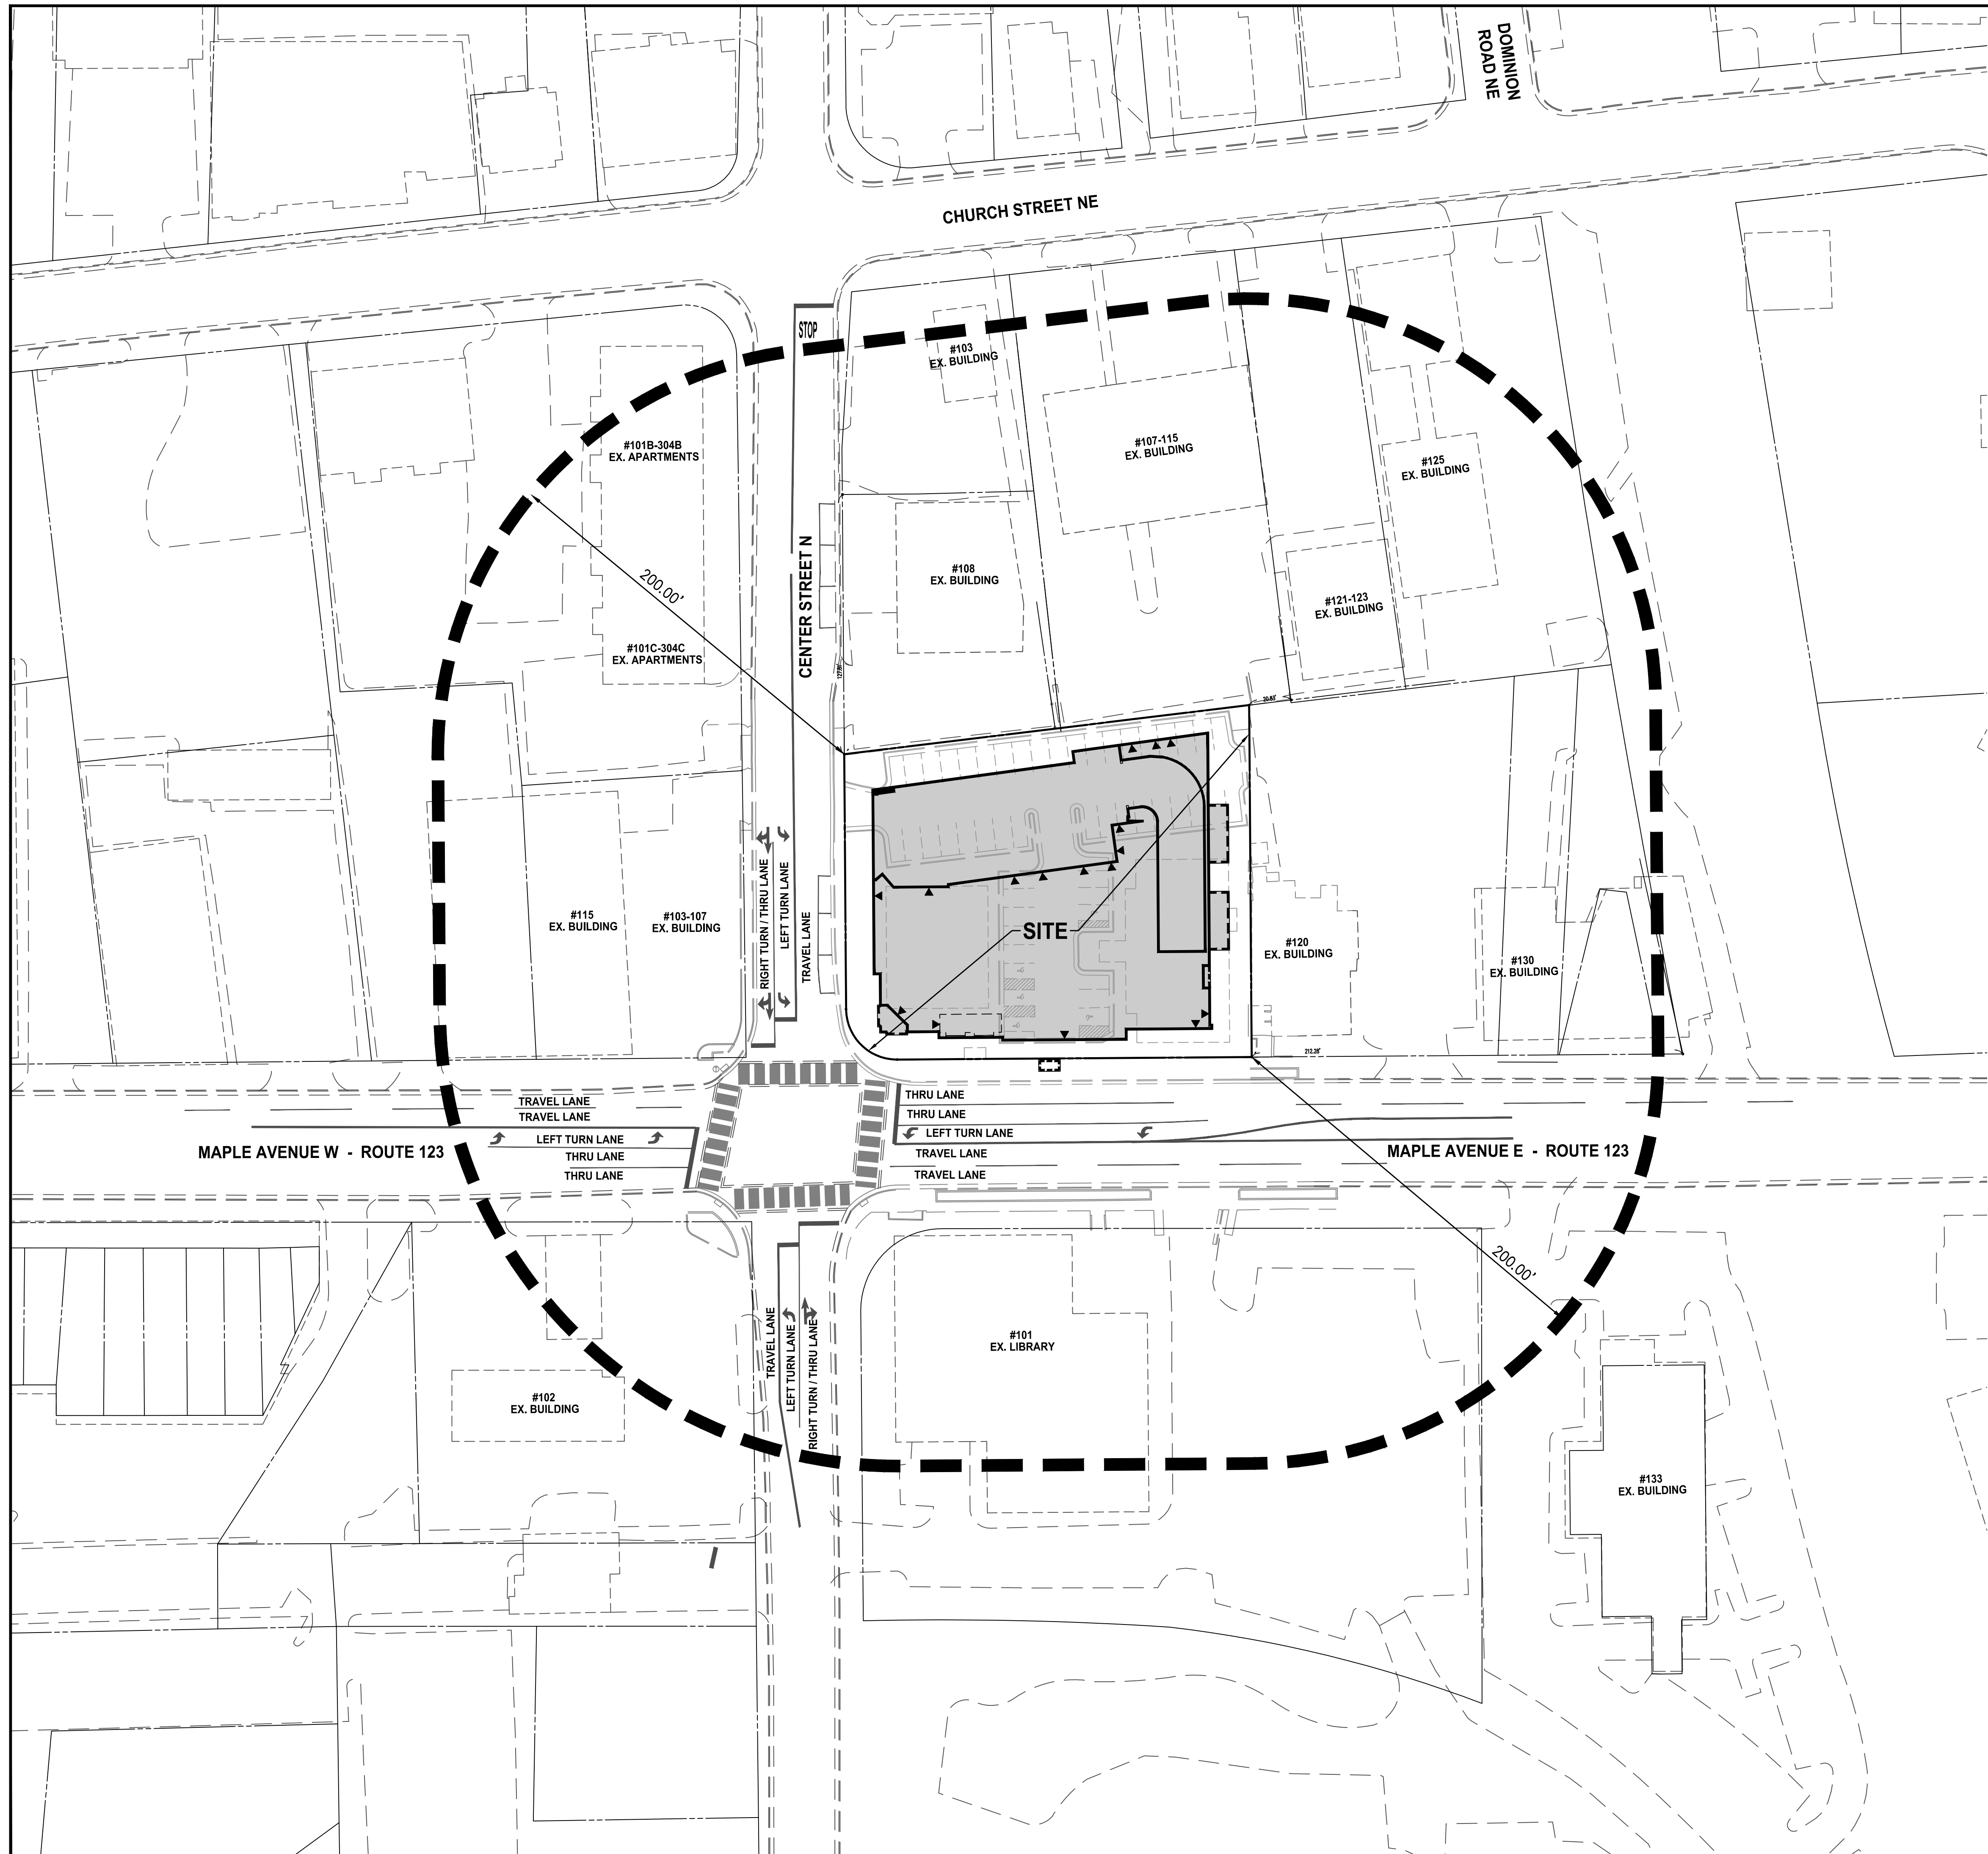 DOMINION
ROAD NE
CHURCH STREET NE
STOP
#103
EX. BUILDING
#101B-304B
EX. APARTMENTS
#107-115
EX. BUILDING
#125
EX. BUILDING
200.00'
CENTER STREET N
#108
EX. BUILDING
#121-123
EX. BUILDING
#101C-304C
EX. APARTMENTS
20.63'
RIGHT TURN / THRU LANE
LEFT TURN LANE
TRAVEL LANE
#115
EX. BUILDING
#103-107
EX. BUILDING
SITE
#120
EX. BUILDING
#130
EX. BUILDING
212.28'
TRAVEL LANE
TRAVEL LANE
LEFT TURN LANE
THRU LANE
THRU LANE
MAPLE AVENUE W - ROUTE 123
THRU LANE
THRU LANE
LEFT TURN LANE
TRAVEL LANE
TRAVEL LANE
MAPLE AVENUE E - ROUTE 123
200.00'
TRAVEL LANE
LEFT TURN LANE
RIGHT TURN / THRU LANE
#101
EX. LIBRARY
#102
EX. BUILDING
#133
EX. BUILDING